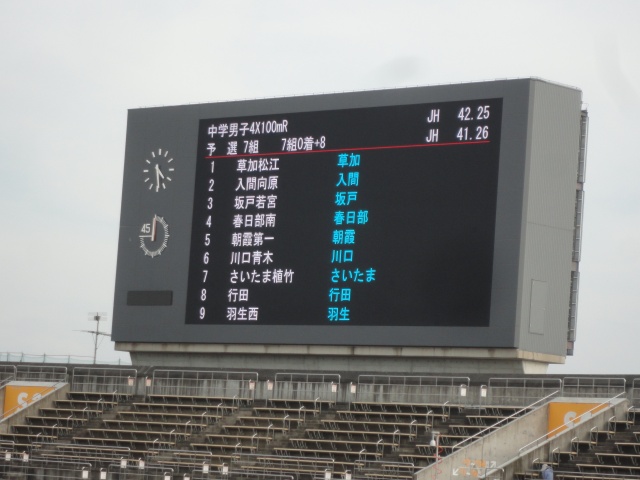 中学男子4X100mR JH 42.25
予 選 7組 7組0着+8 JH 41.26
1 草加松江 草加
2 入間向原 入間
3 坂戸若宮 坂戸
4 春日部南 春日部
5 朝霞第一 朝霞
6 川口青木 川口
7 さいたま植竹 さいたま
8 行田 行田
9 羽生西 羽生
45